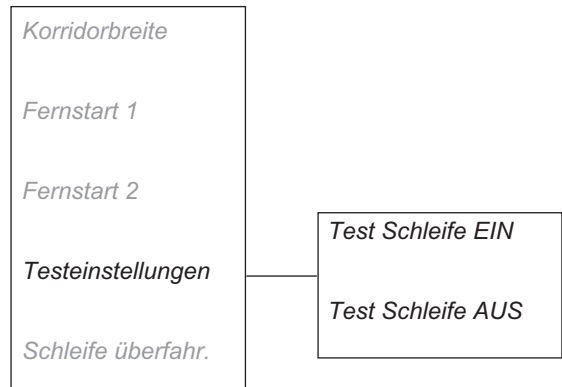 Korridorbreite
Fernstart 1
Fernstart 2
Testeinstellungen
Schleife überfahr.
Test Schleife EIN
Test Schleife AUS